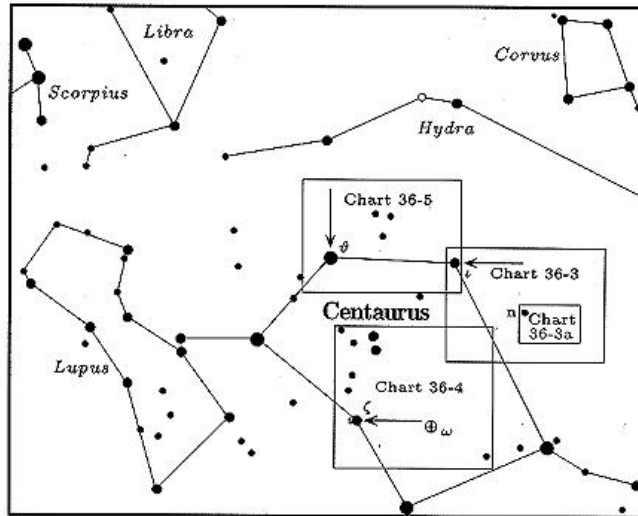 Libra
Scorpius
Corvus
Hydra
Chart 36-5
ϑ
ι
Chart 36-3
n
Chart
36-3a
Centaurus
Lupus
Chart 36-4
ζ
ω